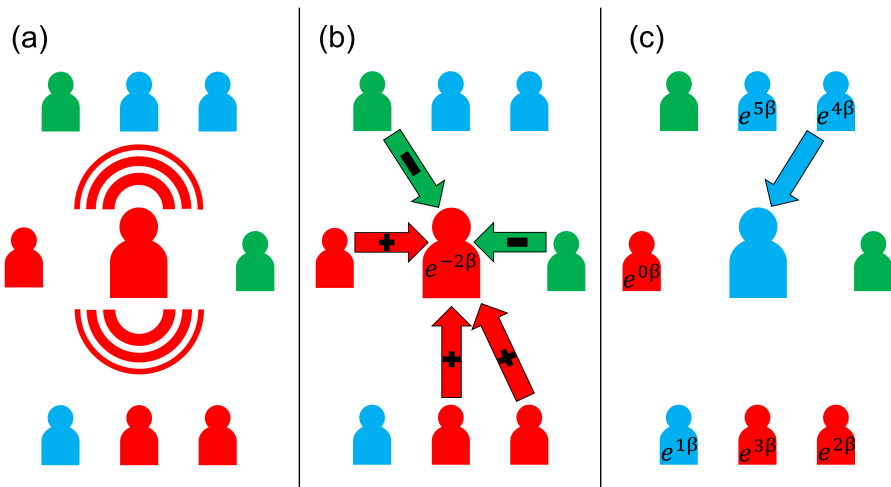 (a)
(b)
(c)
e^{5β}
e^{4β}
−
+
−
e^{−2β}
e^{0β}
+
+
e^{1β}
e^{3β}
e^{2β}